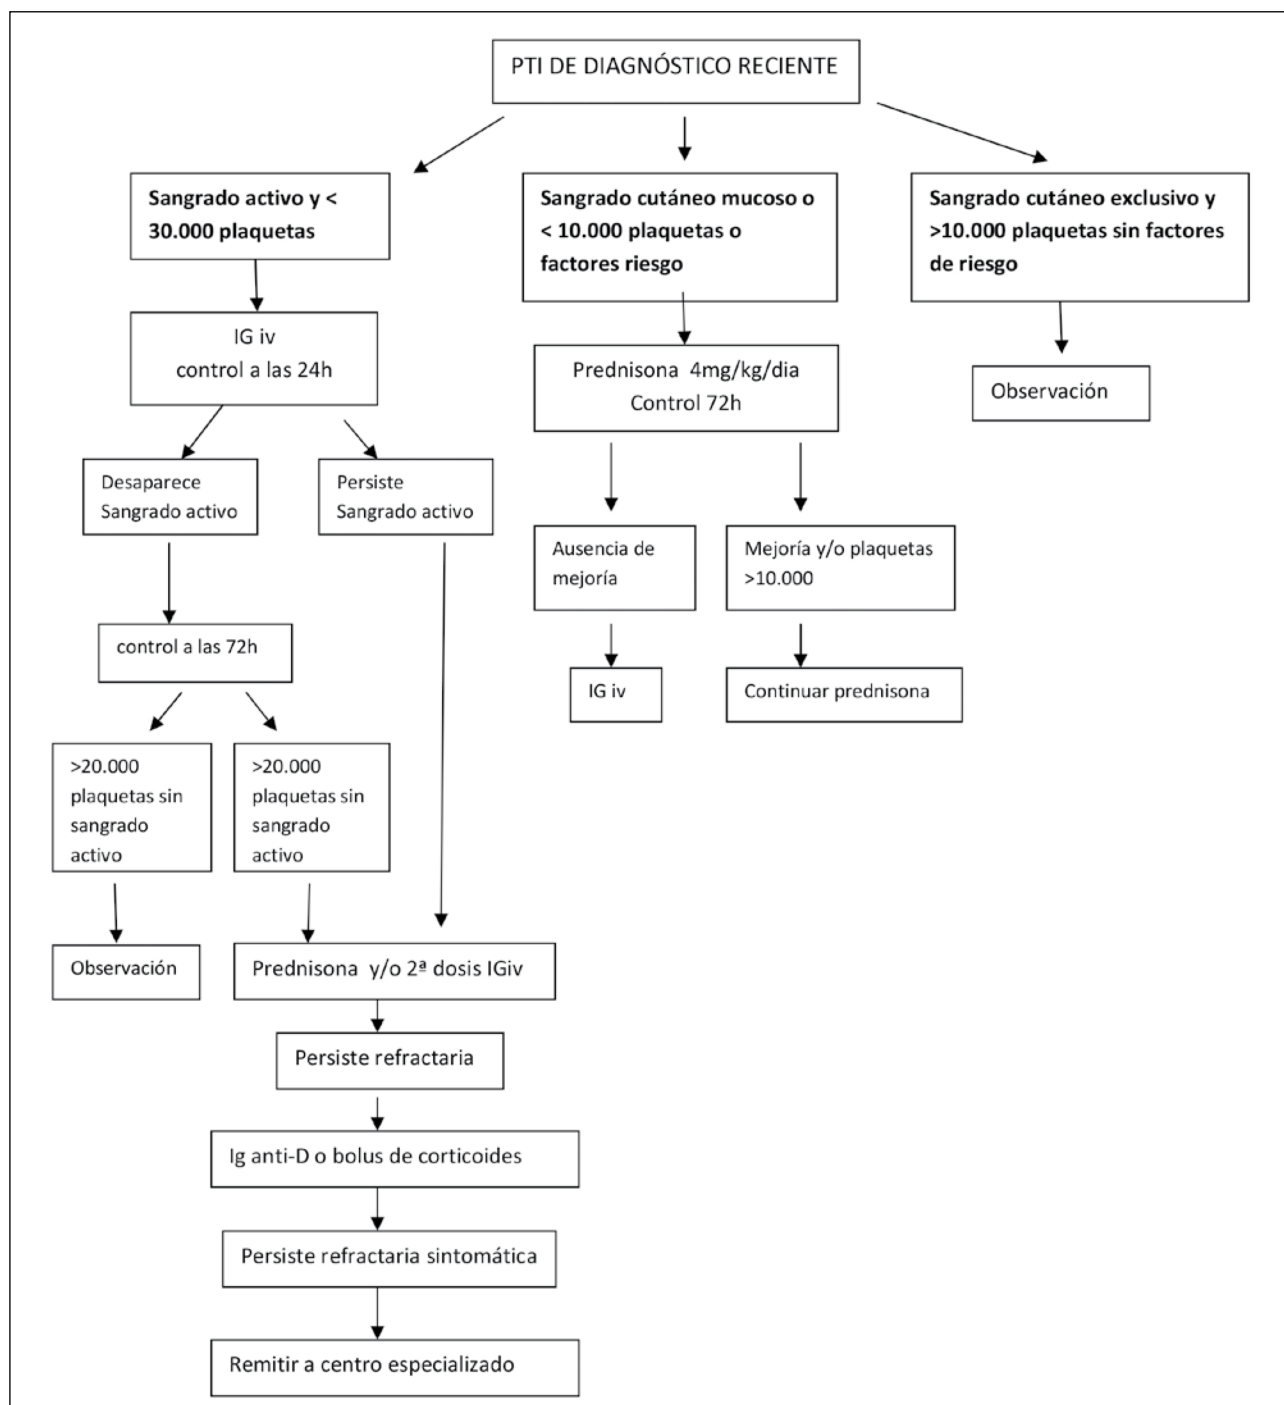 PTI DE DIAGNÓSTICO RECIENTE
Sangrado activo y <
30.000 plaquetas
Sangrado cutáneo mucoso o
< 10.000 plaquetas o
factores riesgo
Sangrado cutáneo exclusivo y
>10.000 plaquetas sin factores
de riesgo
IG iv
control a las 24h
Prednisona 4mg/kg/dia
Control 72h
Observación
Desaparece
Sangrado activo
Persiste
Sangrado activo
Ausencia de
mejoría
Mejoría y/o plaquetas
>10.000
control a las 72h
IG iv
Continuar prednisona
>20.000
plaquetas sin
sangrado
activo
>20.000
plaquetas sin
sangrado
activo
Observación
Prednisona y/o 2ª dosis IGiv
Persiste refractaria
Ig anti-D o bolus de corticoides
Persiste refractaria sintomática
Remitir a centro especializado